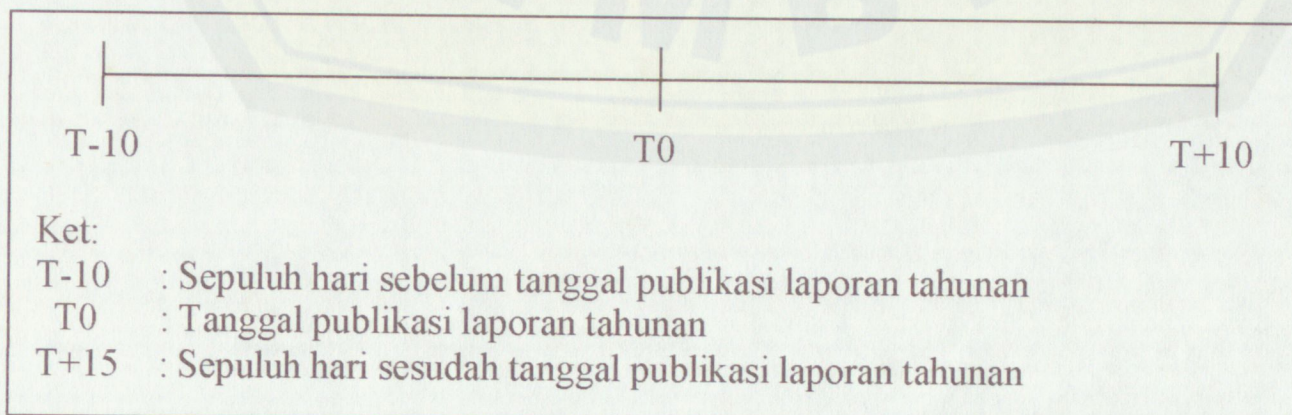 T-10 T0 T+10
Ket:
T-10 : Sepuluh hari sebelum tanggal publikasi laporan tahunan
T0 : Tanggal publikasi laporan tahunan
T+15 : Sepuluh hari sesudah tanggal publikasi laporan tahunan